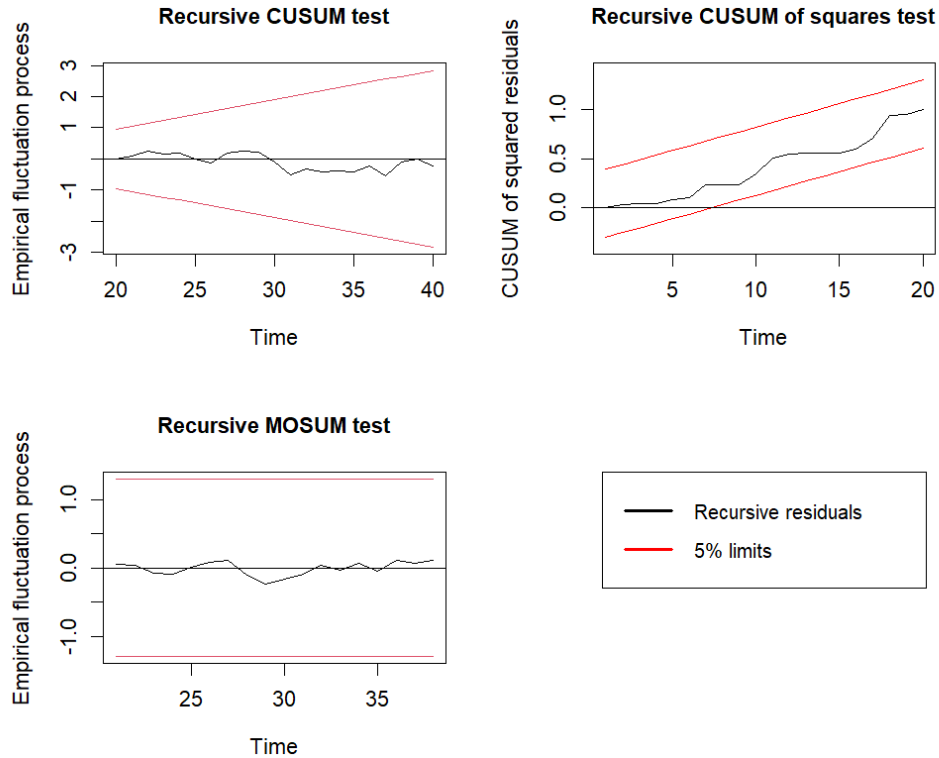 Recursive CUSUM test
Empirical fluctuation process
3
2
1
-1
-3
20
25
30
35
40
Time
Recursive CUSUM of squares test
CUSUM of squared residuals
1.0
0.5
0.0
5
10
15
20
Time
Recursive MOSUM test
Empirical fluctuation process
1.0
0.0
-1.0
25
30
35
Time
Recursive residuals
5% limits